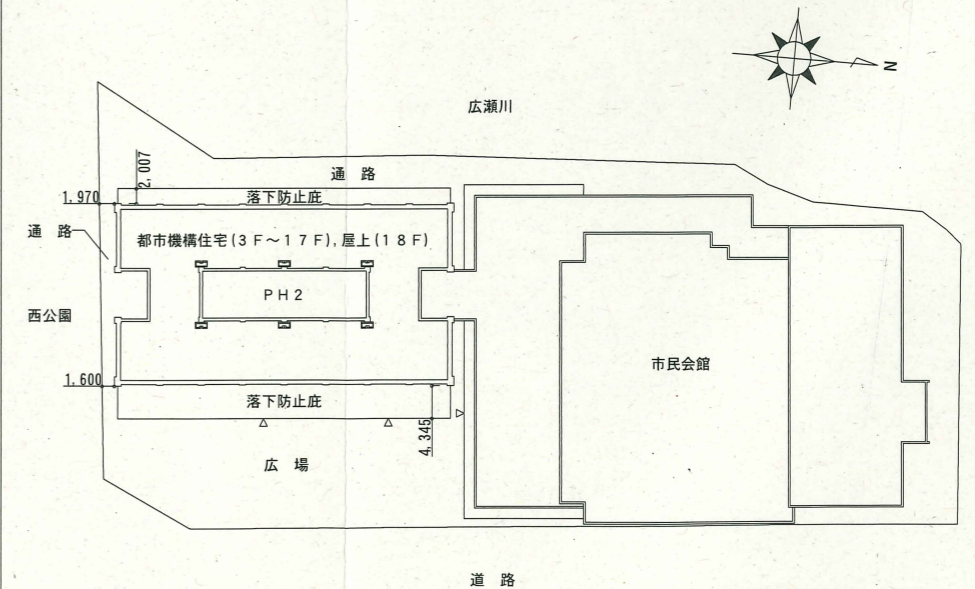 N
広瀬川
通 路
2,007
1,970
落下防止庇
通 路
都市機構住宅(3F~17F),屋上(18F)
PH2
西公園
市民会館
1,600
落下防止庇
4,345
広 場
道 路